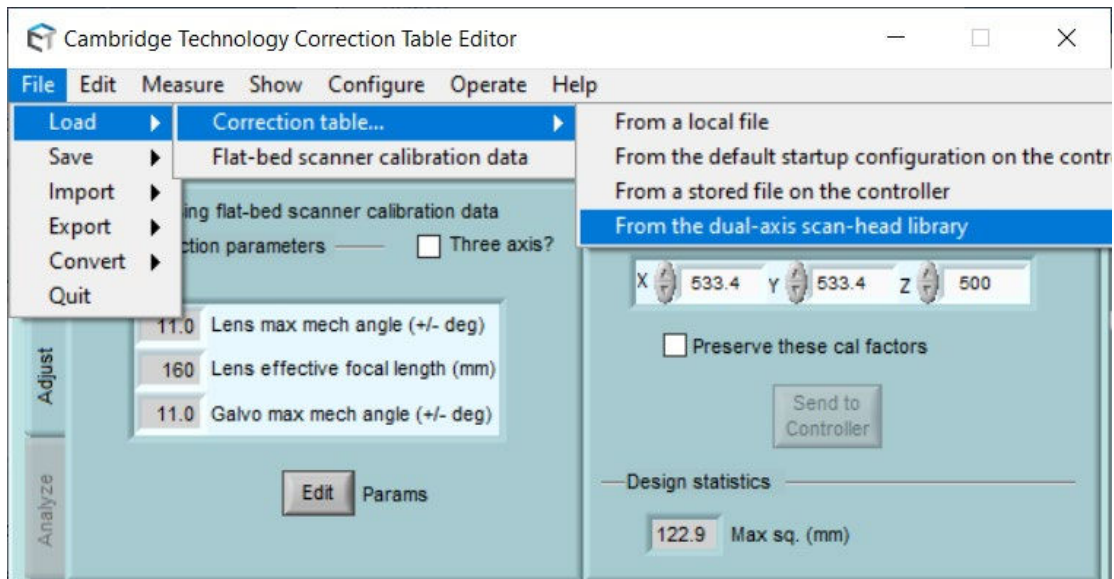 Cambridge Technology Correction Table Editor
File Edit Measure Show Configure Operate Help
Load
Save
Import
Export
Convert
Quit
Correction table...
Flat-bed scanner calibration data
From a local file
From the default startup configuration on the contr
From a stored file on the controller
From the dual-axis scan-head library
ing flat-bed scanner calibration data
ction parameters
Three axis?
11.0 Lens max mech angle (+/- deg)
160 Lens effective focal length (mm)
11.0 Galvo max mech angle (+/- deg)
Edit Params
Adjust
Analyze
X 533.4 Y 533.4 Z 500
Preserve these cal factors
Send to
Controller
Design statistics
122.9 Max sq. (mm)